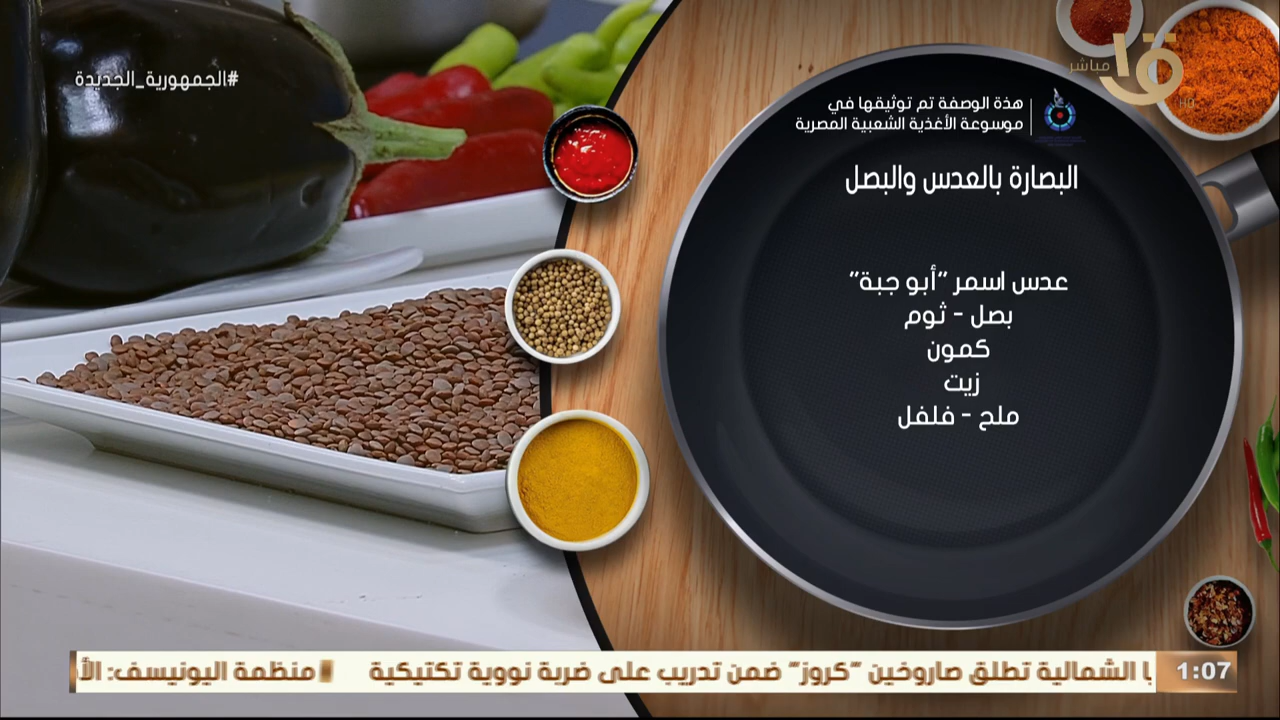 #الجمهورية_الجديدة
مباشر
HD
هذة الوصفة تم توثيقها في
موسوعة الأغذية الشعبية المصرية
البصارة بالعدس والبصل
عدس اسمر "أبو جبة"
بصل - ثوم
كمون
زيت
ملح - فلفل
الشمالية تطلق صاروخين "كروز" ضمن تدريب على ضربة نووية تكتيكية
منظمة اليونيسف:
1:07